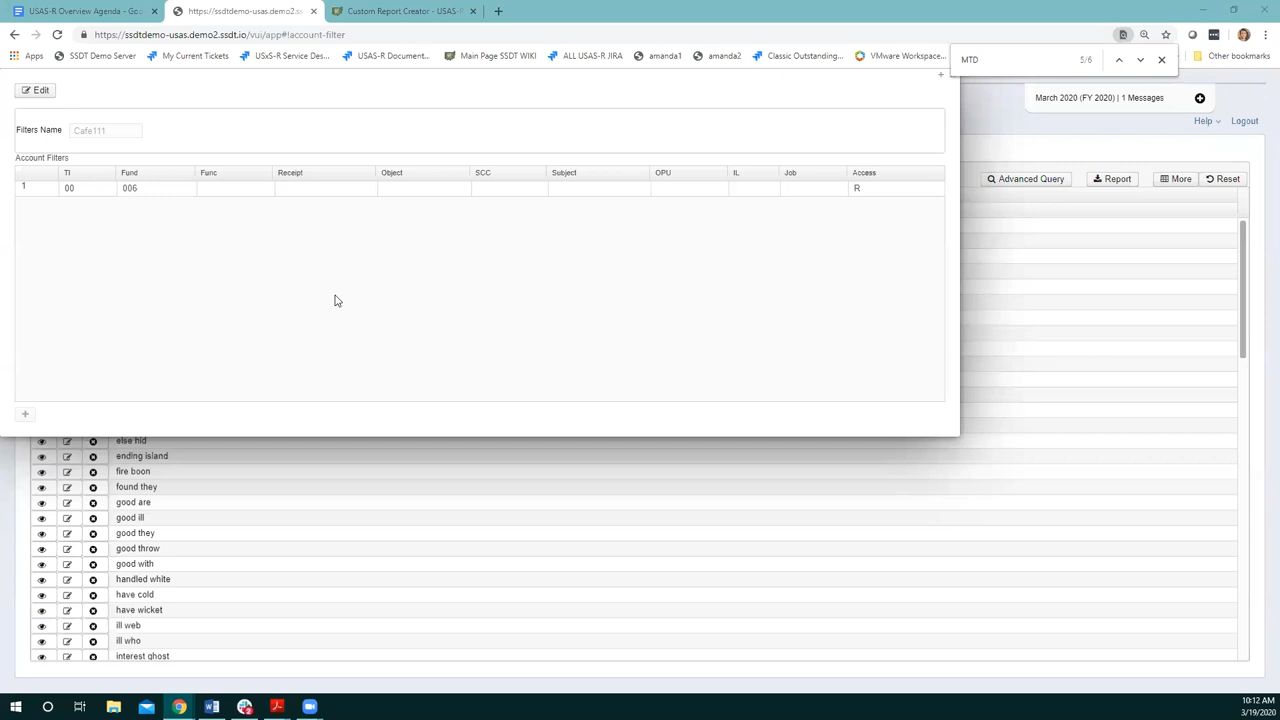 USAS-R Overview Agenda - Go
https://ssdtdemo-usas.demo2.ssdt.io
Custom Report Creator - USAS-R
https://ssdtdemo-usas.demo2.ssdt.io/vui/app#!account-filter
Apps
SSDT Demo Server
My Current Tickets
USxS-R Service Des...
USAS-R Document...
Main Page SSDT WIKI
ALL USAS-R JIRA
amanda1
amanda2
Classic Outstanding...
VMware Workspace...
Other bookmarks
MTD 5/6
Edit
March 2020 (FY 2020) | 1 Messages
Help
Logout
Filters Name Cafe111
Account Filters
TI Fund Func Receipt Object SCC Subject OPU IL Job Access
1 00 006 R
Advanced Query
Report
More
Reset
else hid
ending island
fire boon
found they
good are
good ill
good they
good throw
good with
handled white
have cold
have wicket
ill web
ill who
interest ghost
10:12 AM
3/19/2020